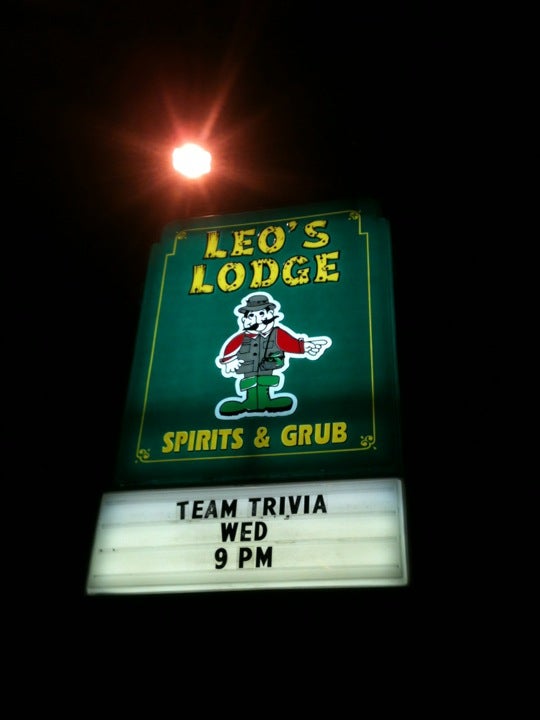 LEO'S
LODGE
SPIRITS & GRUB
TEAM TRIVIA
WED
9 PM